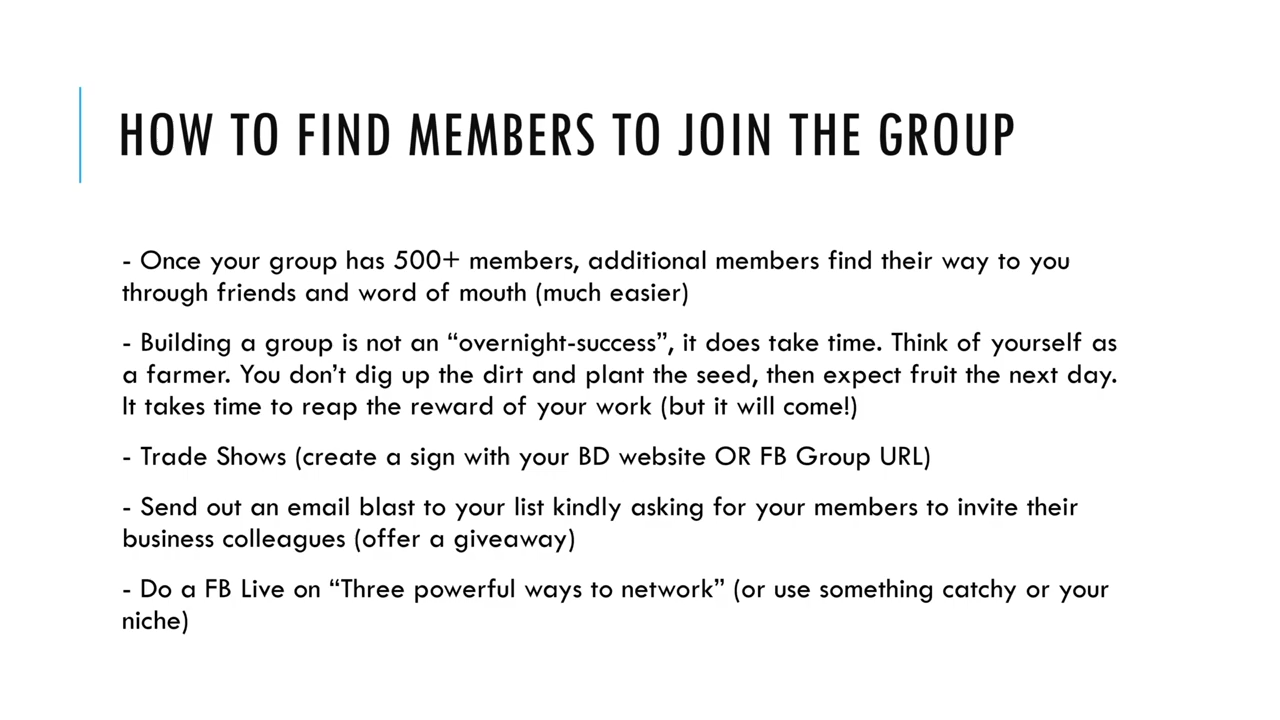 HOW TO FIND MEMBERS TO JOIN THE GROUP
- Once your group has 500+ members, additional members find their way to you
through friends and word of mouth (much easier)
- Building a group is not an “overnight-success”, it does take time. Think of yourself as
a farmer. You don’t dig up the dirt and plant the seed, then expect fruit the next day.
It takes time to reap the reward of your work (but it will come!)
- Trade Shows (create a sign with your BD website OR FB Group URL)
- Send out an email blast to your list kindly asking for your members to invite their
business colleagues (offer a giveaway)
- Do a FB Live on “Three powerful ways to network” (or use something catchy or your
niche)